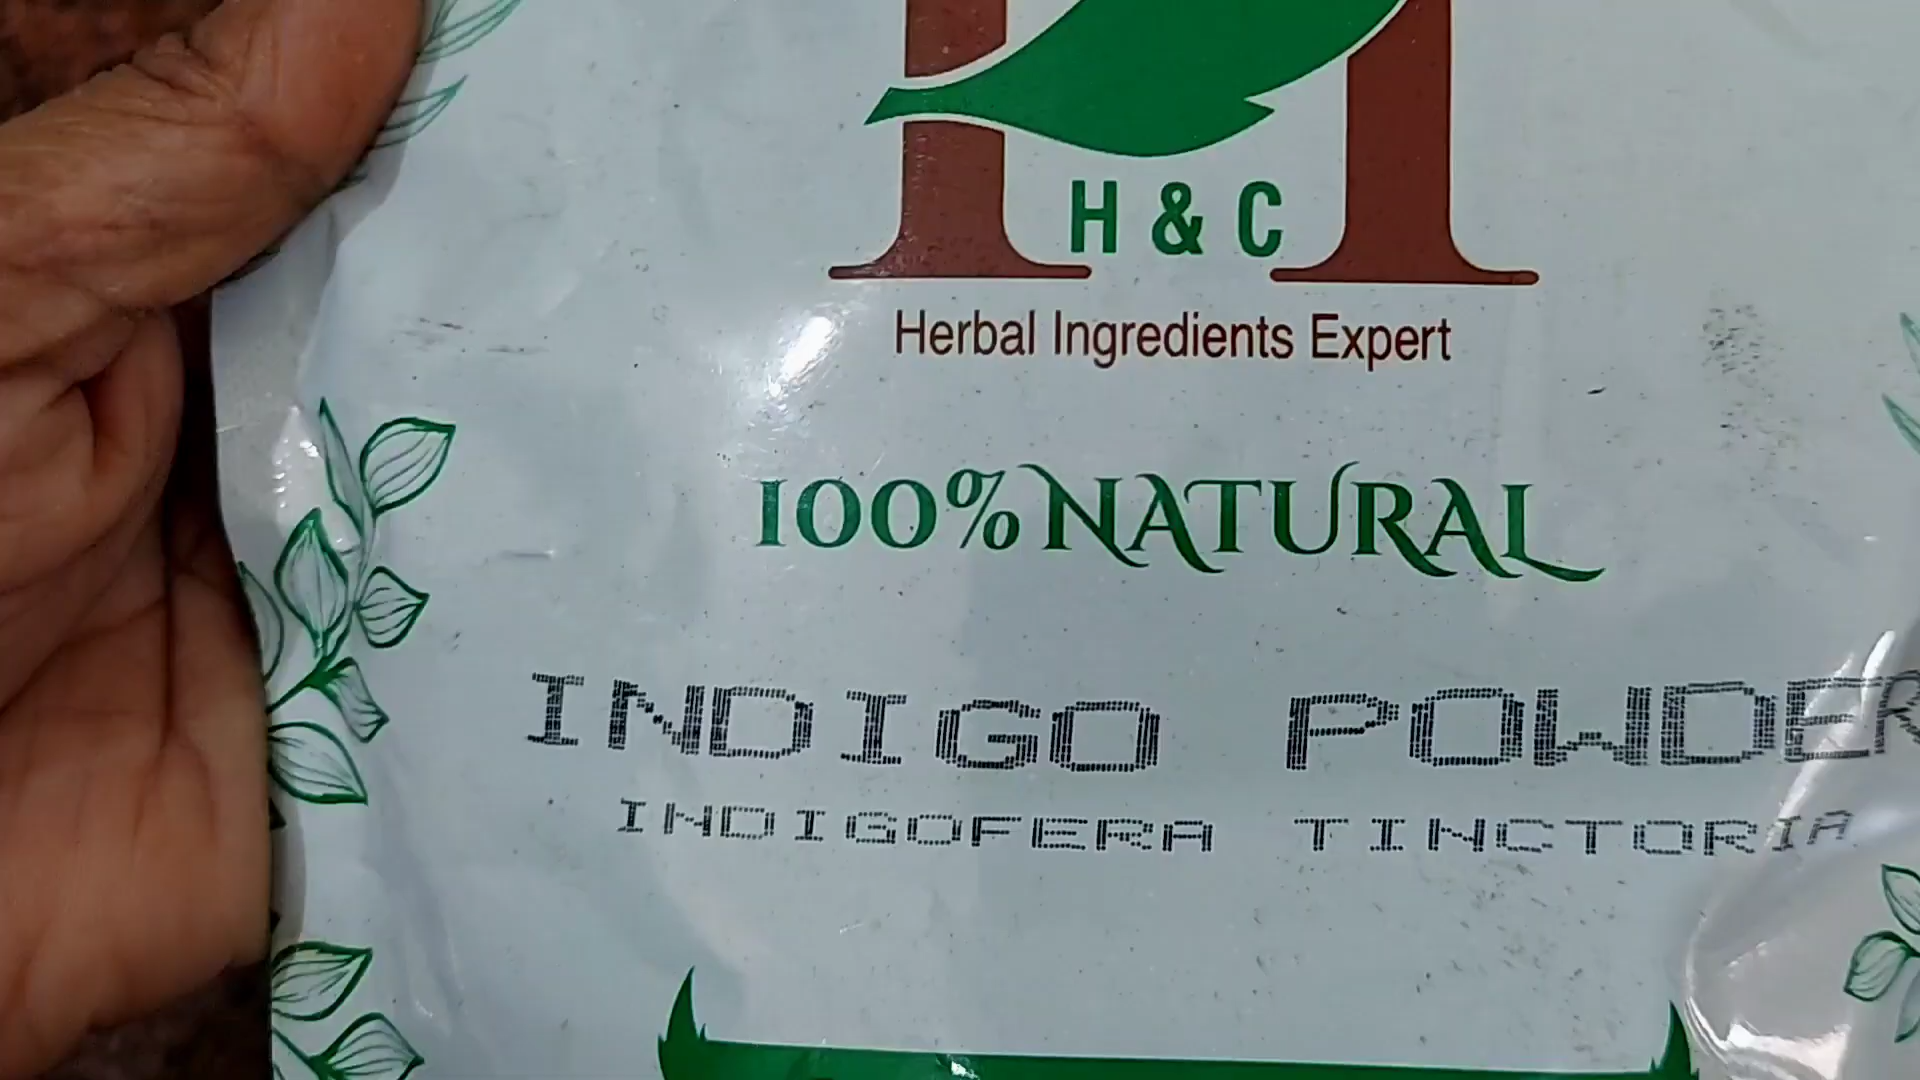 H & C
Herbal Ingredients Expert
100% NATURAL
INDIGO POWDER
INDIGOFERA TINCTORIA